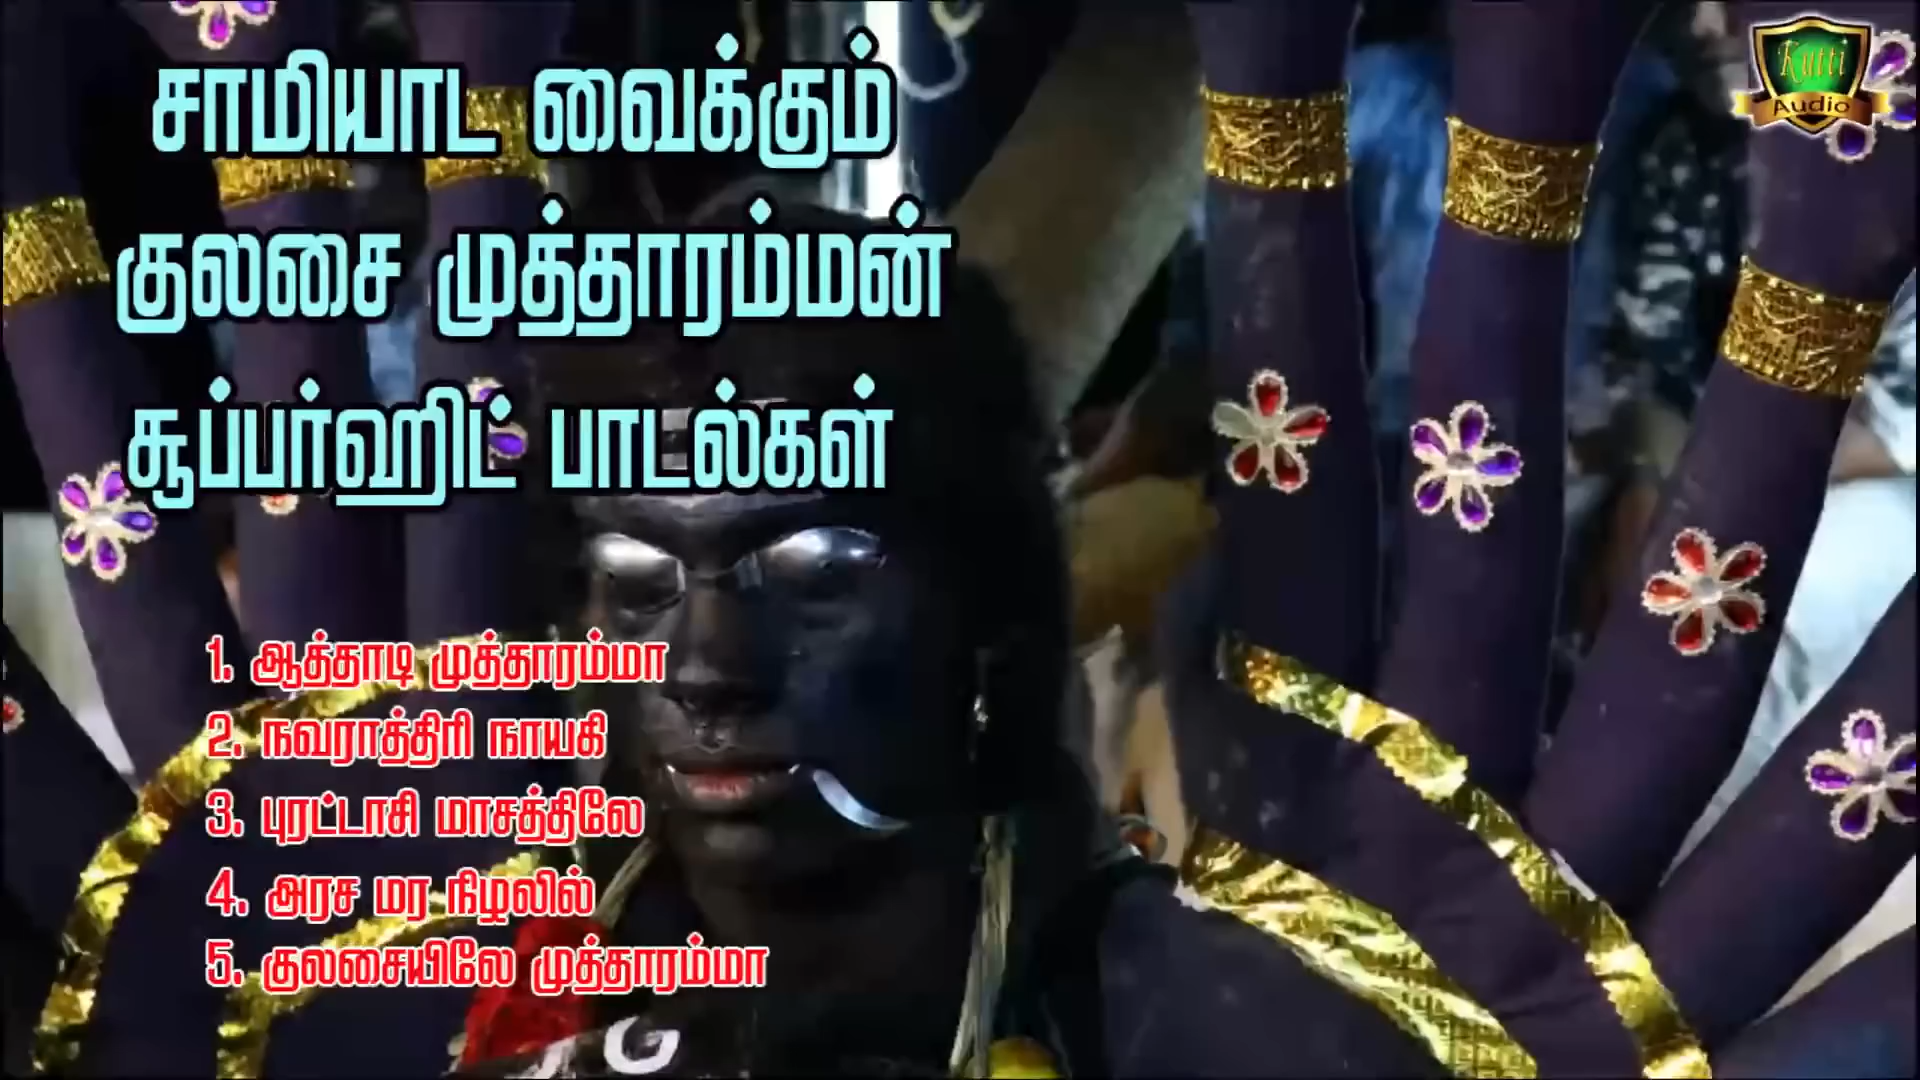 சாமியாட வைக்கும்
குலசை முத்தாரம்மன்
சூப்பர்ஹிட் பாடல்கள்
Kutti
Audio
1. ஆத்தாடி முத்தாரம்மா
2. நவராத்திரி நாயகி
3. புரட்டாசி மாசத்திலே
4. அரச மர நிழலில்
5. குலசையிலே முத்தாரம்மா